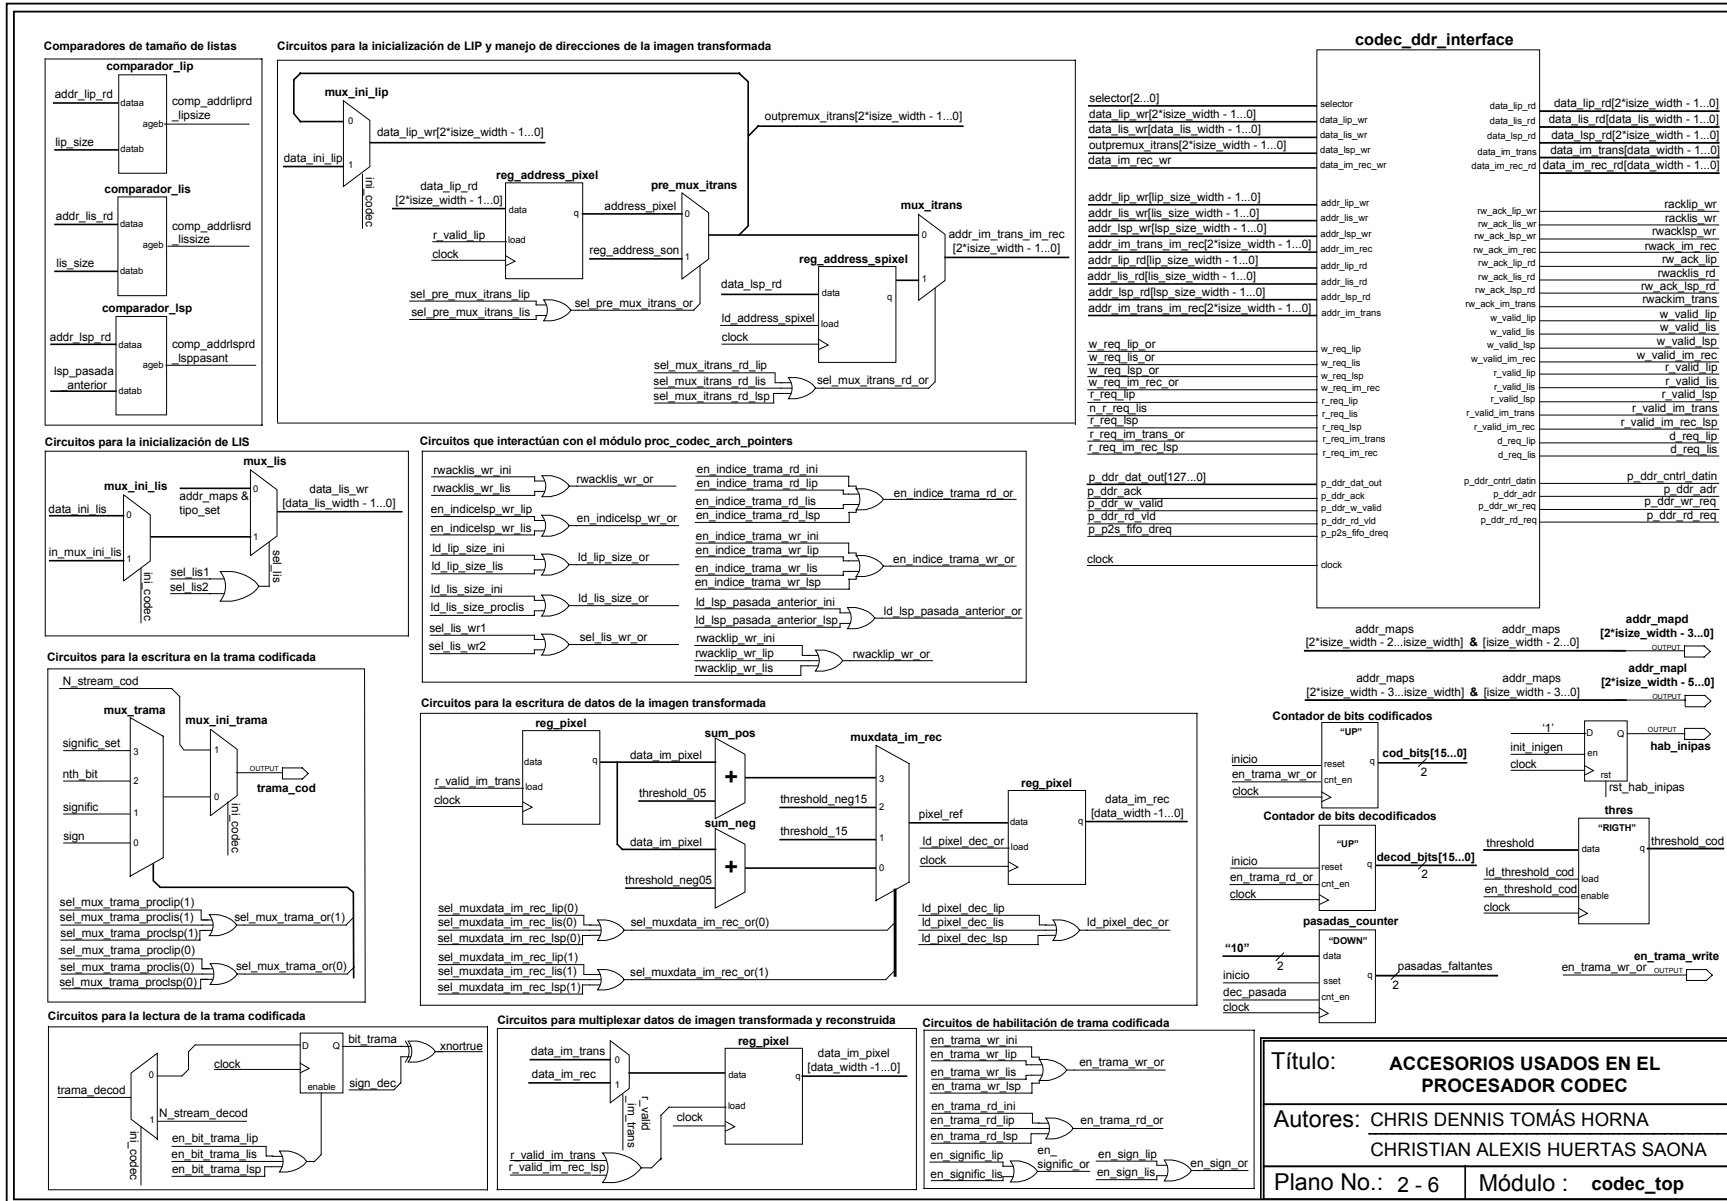 Comparadores de tamaño de listas
comparador_lip
addr_lip_rd
dataa
comp_addrliprd
_lipsize
ageb
lip_size
datab
comparador_lis
addr_lis_rd
dataa
comp_addrlisrd
_lissize
ageb
lis_size
datab
comparador_lsp
addr_lsp_rd
dataa
comp_addrlsprd
_lsppasant
ageb
lsp_pasada
_anterior
datab
Circuitos para la inicialización de LIP y manejo de direcciones de la imagen transformada
mux_ini_lip
0
data_lip_wr[2*isize_width - 1...0]
data_ini_lip
1
ini_codec
outpremux_itrans[2*isize_width - 1...0]
data_lip_rd
[2*isize_width - 1...0]
reg_address_pixel
data
q
r_valid_lip
load
clock
address_pixel
pre_mux_itrans
0
reg_address_son
1
sel_pre_mux_itrans_lip
sel_pre_mux_itrans_lis
sel_pre_mux_itrans_or
mux_itrans
0
1
addr_im_trans_im_rec
[2*isize_width - 1...0]
reg_address_spixel
data_lsp_rd
data
q
ld_address_spixel
load
clock
sel_mux_itrans_rd_lip
sel_mux_itrans_rd_lis
sel_mux_itrans_rd_lsp
sel_mux_itrans_rd_or
codec_ddr_interface
selector[2...0]
data_lip_wr[2*isize_width - 1...0]
data_lis_wr[data_lis_width - 1...0]
outpremux_itrans[2*isize_width - 1...0]
data_im_rec_wr
selector
data_lip_wr
data_lis_wr
data_lsp_wr
data_im_rec_wr
data_lip_rd
data_lis_rd
data_lsp_rd
data_im_trans
data_im_rec_rd
data_lip_rd[2*isize_width - 1...0]
data_lis_rd[data_lis_width - 1...0]
data_lsp_rd[2*isize_width - 1...0]
data_im_trans[data_width - 1...0]
data_im_rec_rd[data_width - 1...0]
addr_lip_wr[lip_size_width - 1...0]
addr_lis_wr[lis_size_width - 1...0]
addr_lsp_wr[lsp_size_width - 1...0]
addr_im_trans_im_rec[2*isize_width - 1...0]
addr_lip_rd[lip_size_width - 1...0]
addr_lis_rd[lis_size_width - 1...0]
addr_lsp_rd[lsp_size_width - 1...0]
addr_im_trans_im_rec[2*isize_width - 1...0]
addr_lip_wr
addr_lis_wr
addr_lsp_wr
addr_im_rec
addr_lip_rd
addr_lis_rd
addr_lsp_rd
addr_im_trans
w_req_lip_or
w_req_lis_or
w_req_lsp_or
w_req_im_rec_or
r_req_lip
n_r_req_lis
r_req_lsp
r_req_im_trans_or
r_req_im_rec_lsp
w_req_lip
w_req_lis
w_req_lsp
w_req_im_rec
r_req_lip
r_req_lis
r_req_lsp
r_req_im_trans
r_req_im_rec
rw_ack_lip_wr
rw_ack_lis_wr
rw_ack_lsp_wr
rw_ack_im_rec
rw_ack_lip_rd
rw_ack_lis_rd
rw_ack_lsp_rd
rw_ack_im_trans
w_valid_lip
w_valid_lis
w_valid_lsp
w_valid_im_rec
r_valid_lip
r_valid_lis
r_valid_lsp
r_valid_im_trans
r_valid_im_rec
d_req_lip
d_req_lis
racklip_wr
racklis_wr
rwacklsp_wr
rwack_im_rec
rw_ack_lip
rwacklis_rd
rw_ack_lsp_rd
rwackim_trans
w_valid_lip
w_valid_lis
w_valid_lsp
w_valid_im_rec
r_valid_lip
r_valid_lis
r_valid_lsp
r_valid_im_trans
r_valid_im_rec_lsp
d_req_lip
d_req_lis
p_ddr_dat_out[127...0]
p_ddr_ack
p_ddr_w_valid
p_ddr_rd_vld
p_p2s_fifo_dreq
p_ddr_dat_out
p_ddr_ack
p_ddr_w_valid
p_ddr_rd_vld
p_p2s_fifo_dreq
p_ddr_cntrl_datin
p_ddr_adr
p_ddr_wr_req
p_ddr_rd_req
p_ddr_cntrl_datin
p_ddr_adr
p_ddr_wr_req
p_ddr_rd_req
clock
clock
Circuitos para la inicialización de LIS
mux_ini_lis
data_ini_lis
0
in_mux_ini_lis
1
ini_codec
mux_lis
addr_maps &
tipo_set
0
1
data_lis_wr
[data_lis_width - 1...0]
sel_lis
sel_lis1
sel_lis2
Circuitos que interactúan con el módulo proc_codec_arch_pointers
rwacklis_wr_ini
rwacklis_wr_lis
rwacklis_wr_or
en_indicelsp_wr_lip
en_indicelsp_wr_lis
en_indicelsp_wr_or
ld_lip_size_ini
ld_lip_size_lis
ld_lip_size_or
ld_lis_size_ini
ld_lis_size_proclis
ld_lis_size_or
sel_lis_wr1
sel_lis_wr2
sel_lis_wr_or
en_indice_trama_rd_ini
en_indice_trama_rd_lip
en_indice_trama_rd_lis
en_indice_trama_rd_lsp
en_indice_trama_rd_or
en_indice_trama_wr_ini
en_indice_trama_wr_lip
en_indice_trama_wr_lis
en_indice_trama_wr_lsp
en_indice_trama_wr_or
ld_lsp_pasada_anterior_ini
ld_lsp_pasada_anterior_lsp
ld_lsp_pasada_anterior_or
rwacklip_wr_ini
rwacklip_wr_lip
rwacklip_wr_lis
rwacklip_wr_or
addr_maps
[2*isize_width - 2...isize_width]
&
addr_maps
[isize_width - 2...0]
addr_mapd
[2*isize_width - 3...0]
OUTPUT
addr_maps
[2*isize_width - 3...isize_width]
&
addr_maps
[isize_width - 3...0]
addr_mapl
[2*isize_width - 5...0]
OUTPUT
Circuitos para la escritura en la trama codificada
N_stream_cod
mux_trama
mux_ini_trama
signific_set
3
nth_bit
2
signific
1
sign
0
1
0
OUTPUT
trama_cod
ini_codec
sel_mux_trama_proclip(1)
sel_mux_trama_proclis(1)
sel_mux_trama_proclsp(1)
sel_mux_trama_or(1)
sel_mux_trama_proclip(0)
sel_mux_trama_proclis(0)
sel_mux_trama_proclsp(0)
sel_mux_trama_or(0)
Circuitos para la escritura de datos de la imagen transformada
reg_pixel
data
q
r_valid_im_trans
load
clock
data_im_pixel
sum_pos
+
threshold_05
data_im_pixel
sum_neg
+
threshold_neg05
muxdata_im_rec
3
threshold_neg15
2
threshold_15
1
0
pixel_ref
reg_pixel
data
q
ld_pixel_dec_or
load
clock
data_im_rec
[data_width -1...0]
sel_muxdata_im_rec_lip(0)
sel_muxdata_im_rec_lis(0)
sel_muxdata_im_rec_lsp(0)
sel_muxdata_im_rec_or(0)
sel_muxdata_im_rec_lip(1)
sel_muxdata_im_rec_lis(1)
sel_muxdata_im_rec_lsp(1)
sel_muxdata_im_rec_or(1)
ld_pixel_dec_lip
ld_pixel_dec_lis
ld_pixel_dec_lsp
ld_pixel_dec_or
Contador de bits codificados
"UP"
inicio
reset
en_trama_wr_or
cnt_en
clock
q
cod_bits[15...0]
2
'1'
D
Q
init_inigen
en
clock
rst
rst_hab_inipas
OUTPUT
hab_inipas
Contador de bits decodificados
"UP"
inicio
reset
en_trama_rd_or
cnt_en
clock
q
decod_bits[15...0]
2
thres
"RIGTH"
threshold
data
q
threshold_cod
ld_threshold_cod
load
en_threshold_cod
enable
clock
pasadas_counter
"DOWN"
"10"
2
data
inicio
sset
dec_pasada
cnt_en
clock
q
pasadas_faltantes
2
en_trama_write
en_trama_wr_or
OUTPUT
Circuitos para la lectura de la trama codificada
trama_decod
0
1
N_stream_decod
ini_codec
clock
D
Q
enable
bit_trama
sign_dec
xnortrue
en_bit_trama_lip
en_bit_trama_lis
en_bit_trama_lsp
Circuitos para multiplexar datos de imagen transformada y reconstruida
data_im_trans
0
data_im_rec
1
r_valid
_im_trans
reg_pixel
data
q
load
clock
data_im_pixel
[data_width -1...0]
r_valid_im_trans
r_valid_im_rec_lsp
Circuitos de habilitación de trama codificada
en_trama_wr_ini
en_trama_wr_lip
en_trama_wr_lis
en_trama_wr_lsp
en_trama_wr_or
en_trama_rd_ini
en_trama_rd_lip
en_trama_rd_lsp
en_trama_rd_or
en_signific_lip
en_signific_lis
en_
signific_or
en_sign_lip
en_sign_lis
en_sign_or
Título: ACCESORIOS USADOS EN EL
PROCESADOR CODEC
Autores: CHRIS DENNIS TOMÁS HORNA
CHRISTIAN ALEXIS HUERTAS SAONA
Plano No.: 2 - 6
Módulo : codec_top